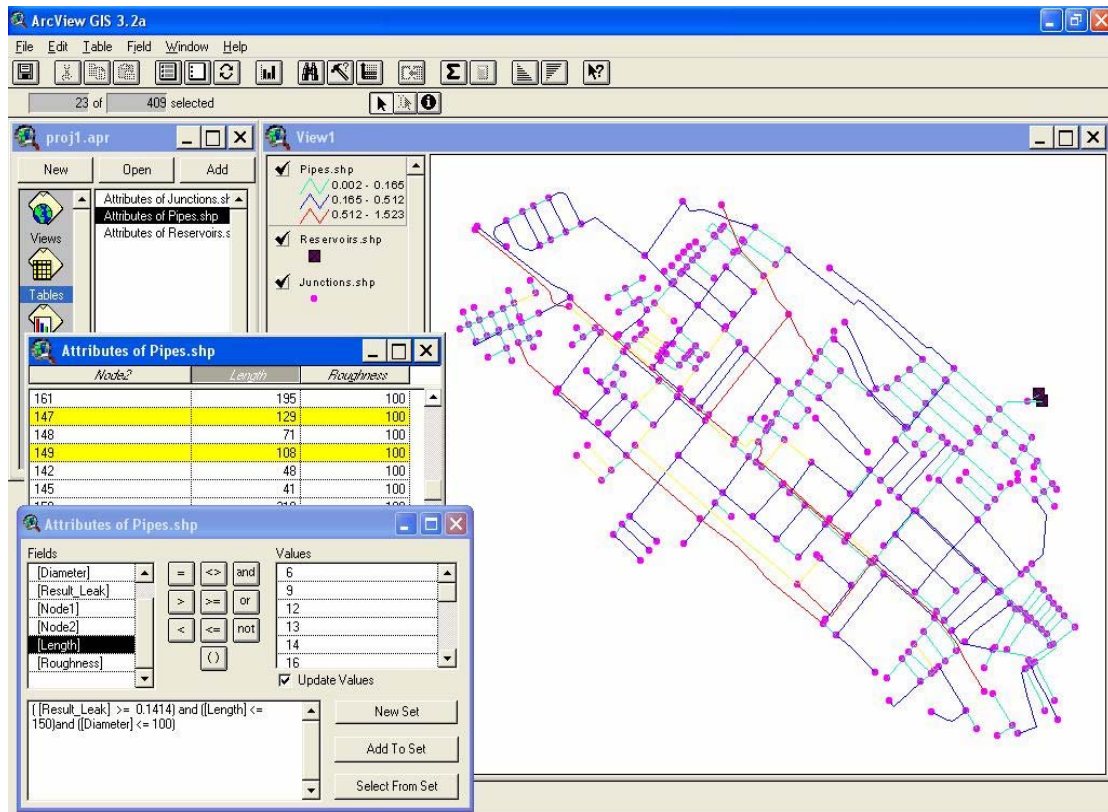 ArcView GIS 3.2a
File Edit Table Field Window Help
23 of 409 selected
proj1.apr
New Open Add
Views
Tables
Attributes of Junctions.sh
Attributes of Pipes.shp
Attributes of Reservoirs.s
View1
Pipes.shp
0.002 - 0.165
0.165 - 0.512
0.512 - 1.523
Reservoirs.shp
Junctions.shp
Attributes of Pipes.shp
Node2 Length Roughness
161 195 100
147 129 100
148 71 100
149 108 100
142 48 100
145 41 100
Attributes of Pipes.shp
Fields
[Diameter]
[Result_Leak]
[Node1]
[Node2]
[Length]
[Roughness]
= <> and
> >= or
< <= not
()
Values
6
9
12
13
14
16
Update Values
( [Result_Leak] >= 0.1414) and ([Length] <=
150)and ([Diameter] <= 100)
New Set
Add To Set
Select From Set